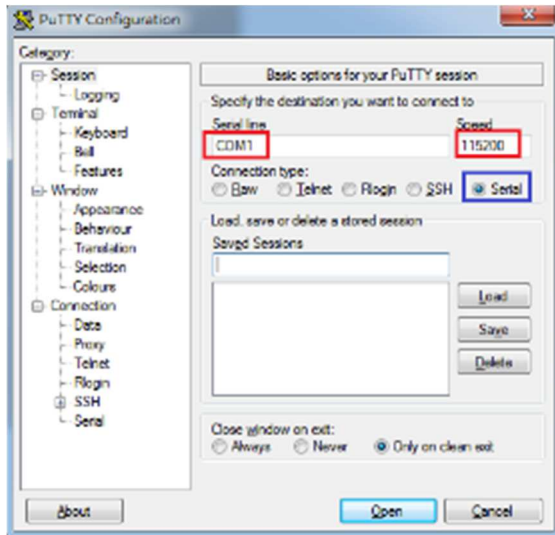 PuTTY Configuration
Category:
Session
Logging
Terminal
Keyboard
Bell
Features
Window
Appearance
Behaviour
Translation
Selection
Colours
Connection
Data
Proxy
Telnet
Rlogin
SSH
Serial
Basic options for your PuTTY session
Specify the destination you want to connect to
Serial line Speed
COM1 115200
Connection type:
Raw Telnet Rlogin SSH Serial
Load, save or delete a stored session
Saved Sessions
Load
Save
Delete
Close window on exit:
Always Never Only on clean exit
About Open Cancel